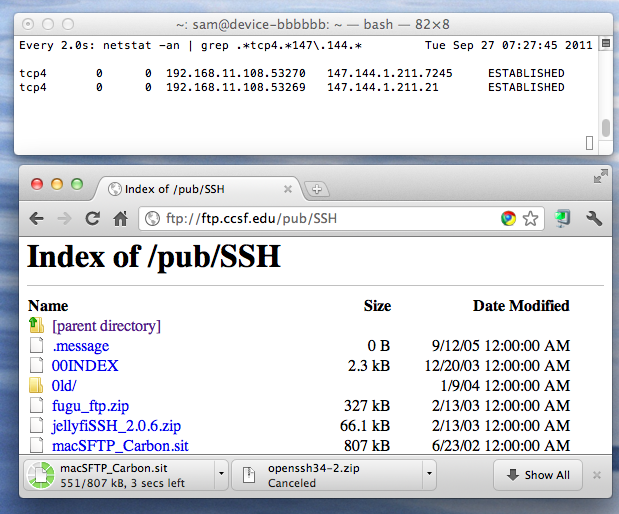 ~: sam@device-bbbbbb: ~ — bash — 82×8
Every 2.0s: netstat -an | grep .*tcp4.*147\.144.* Tue Sep 27 07:27:45 2011
tcp4 0 0 192.168.11.108.53270 147.144.1.211.7245 ESTABLISHED
tcp4 0 0 192.168.11.108.53269 147.144.1.211.21 ESTABLISHED
Index of /pub/SSH
ftp://ftp.ccsf.edu/pub/SSH
Index of /pub/SSH
Name Size Date Modified
[parent directory]
.message 0 B 9/12/05 12:00:00 AM
00INDEX 2.3 kB 12/20/03 12:00:00 AM
0ld/ 1/9/04 12:00:00 AM
fugu_ftp.zip 327 kB 2/13/03 12:00:00 AM
jellyfiSSH_2.0.6.zip 66.1 kB 2/13/03 12:00:00 AM
macSFTP_Carbon.sit 807 kB 6/23/02 12:00:00 AM
macSFTP_Carbon.sit
551/807 kB, 3 secs left
openssh34-2.zip
Canceled
Show All